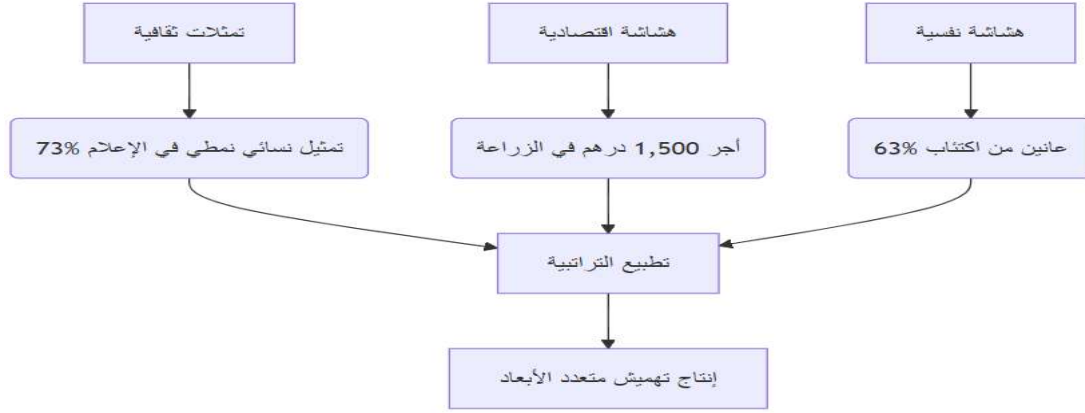 هشاشة نفسية
هشاشة اقتصادية
تمثلات ثقافية
عانين من اكتئاب %63
أجر 1,500 درهم في الزراعة
تمثيل نسائي نمطي في الإعلام %73
تطبيع التراتبية
إنتاج تهميش متعدد الأبعاد